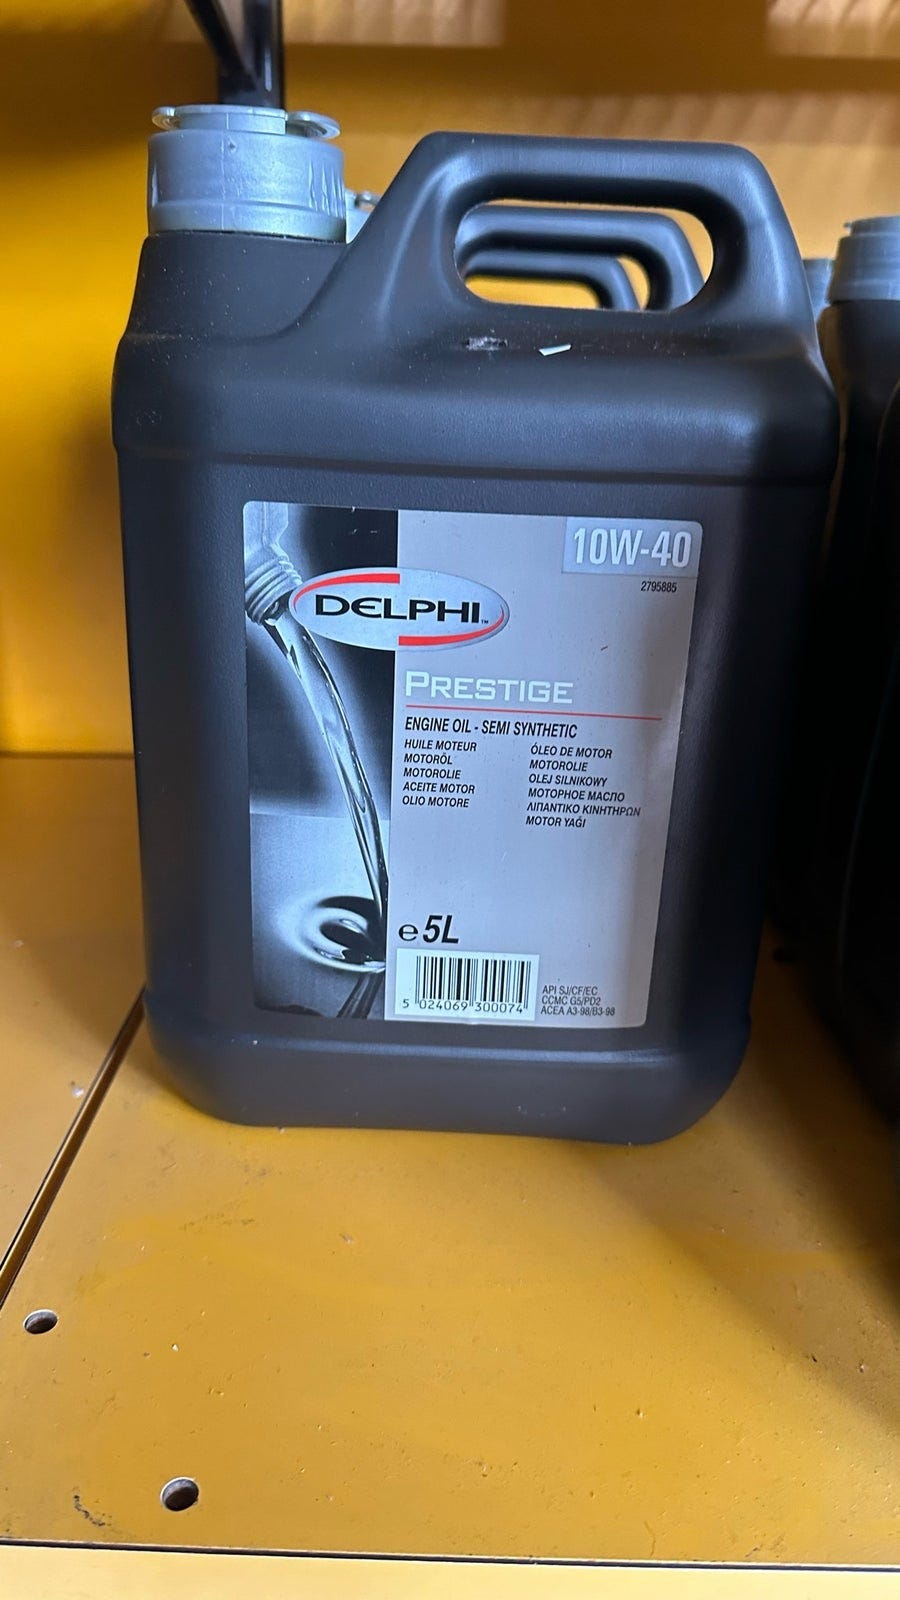 10W-40
2795885
DELPHI™
PRESTIGE
ENGINE OIL - SEMI SYNTHETIC
HUILE MOTEUR
MOTORÖL
MOTOROLIE
ACEITE MOTOR
OLIO MOTORE
ÓLEO DE MOTOR
MOTOROLIE
OLEJ SILNIKOWY
МОТОРНОЕ МАСЛО
ΛΙΠΑΝΤΙΚΟ ΚΙΝΗΤΗΡΩΝ
MOTOR YAĞI
e 5L
5 024069 300074
API SJ/CF/EC
CCMC G5/PD2
ACEA A3-98/B3-98